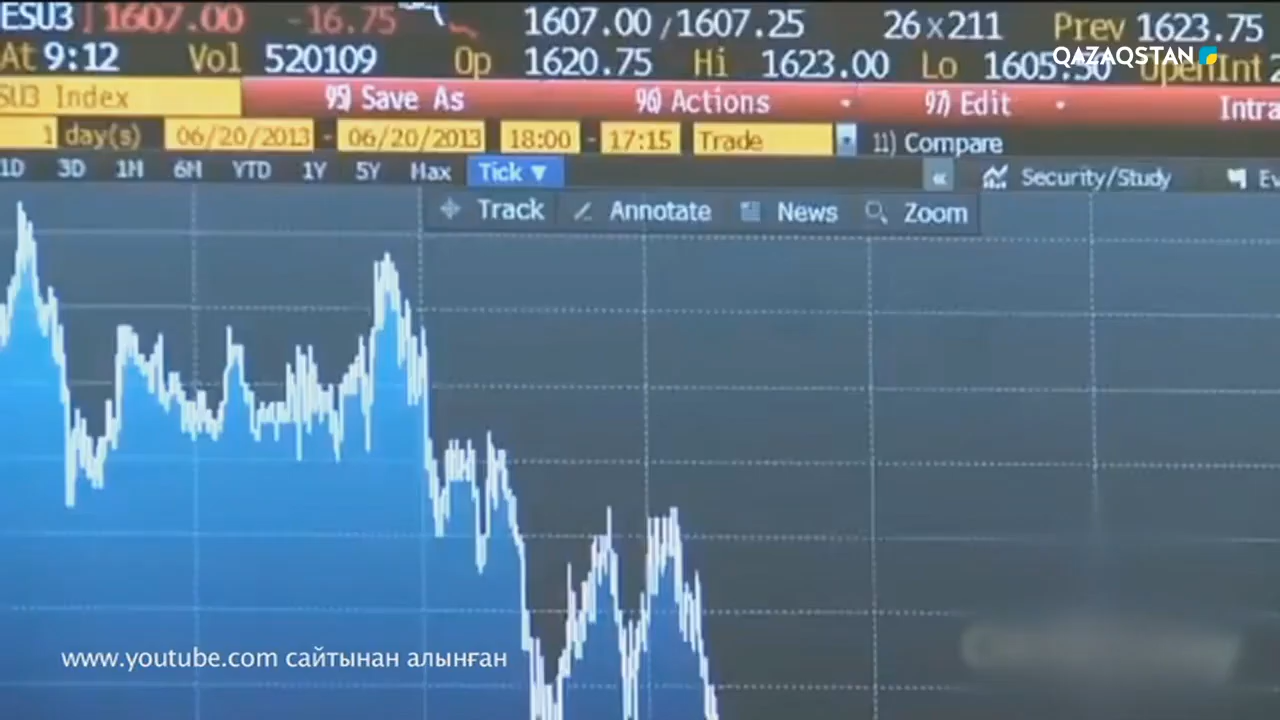 ESU3 1607.00 -16.75 1607.00 /1607.25 26x211 Prev 1623.75
At 9:12 Vol 520109 Op 1620.75 Hi 1623.00 Lo 1605.50 OpenInt
QAZAQSTAN
SU3 Index 95) Save As 96) Actions 97) Edit
1 day(s) 06/20/2013 - 06/20/2013 18:00 - 17:15 Trade 11) Compare
1D 3D 1M 6M YTD 1Y 5Y Max Tick ▼ « Security/Study
Track Annotate News Zoom
www.youtube.com сайтынан алынған